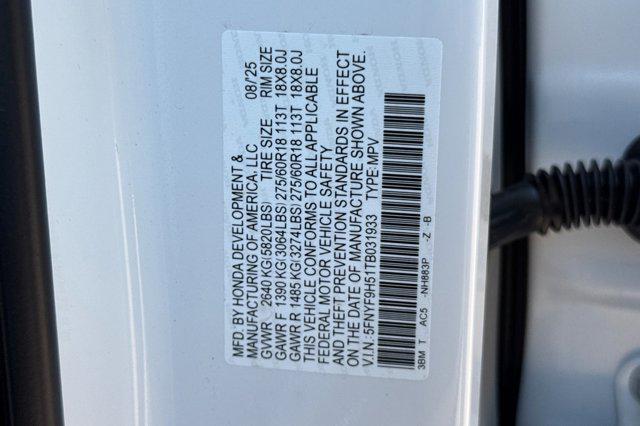 MFD. BY HONDA DEVELOPMENT & 08/25
MANUFACTURING OF AMERICA, LLC
GVWR 2640 KG(5820LBS) TIRE SIZE RIM SIZE
GAWR F 1390 KG(3064LBS)275/60R18 113T 18X8.0J
GAWR R 1485 KG(3274LBS)275/60R18 113T 18X8.0J
THIS VEHICLE CONFORMS TO ALL APPLICABLE
FEDERAL MOTOR VEHICLE SAFETY
AND THEFT PREVENTION STANDARDS IN EFFECT
ON THE DATE OF MANUFACTURE SHOWN ABOVE.
V.I.N.: 5FNYF9H51TB031933 TYPE:MPV
3BM T AC5 -NH883P -Z -B